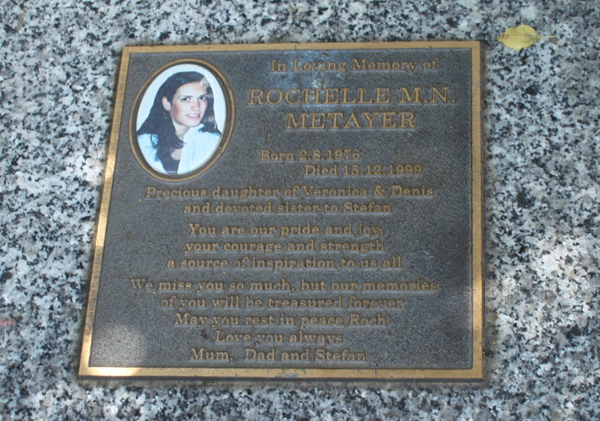 In Loving Memory of
ROCHELLE M.N.
METAYER
Born 2.8.1976
Died 15.12.1999
Precious daughter of Veronica & Denis
and devoted sister to Stefan
You are our pride and joy,
your courage and strength
a source of inspiration to us all
We miss you so much, but our memories
of you will be treasured forever
May you rest in peace Roch!
Love you always
Mum, Dad and Stefan